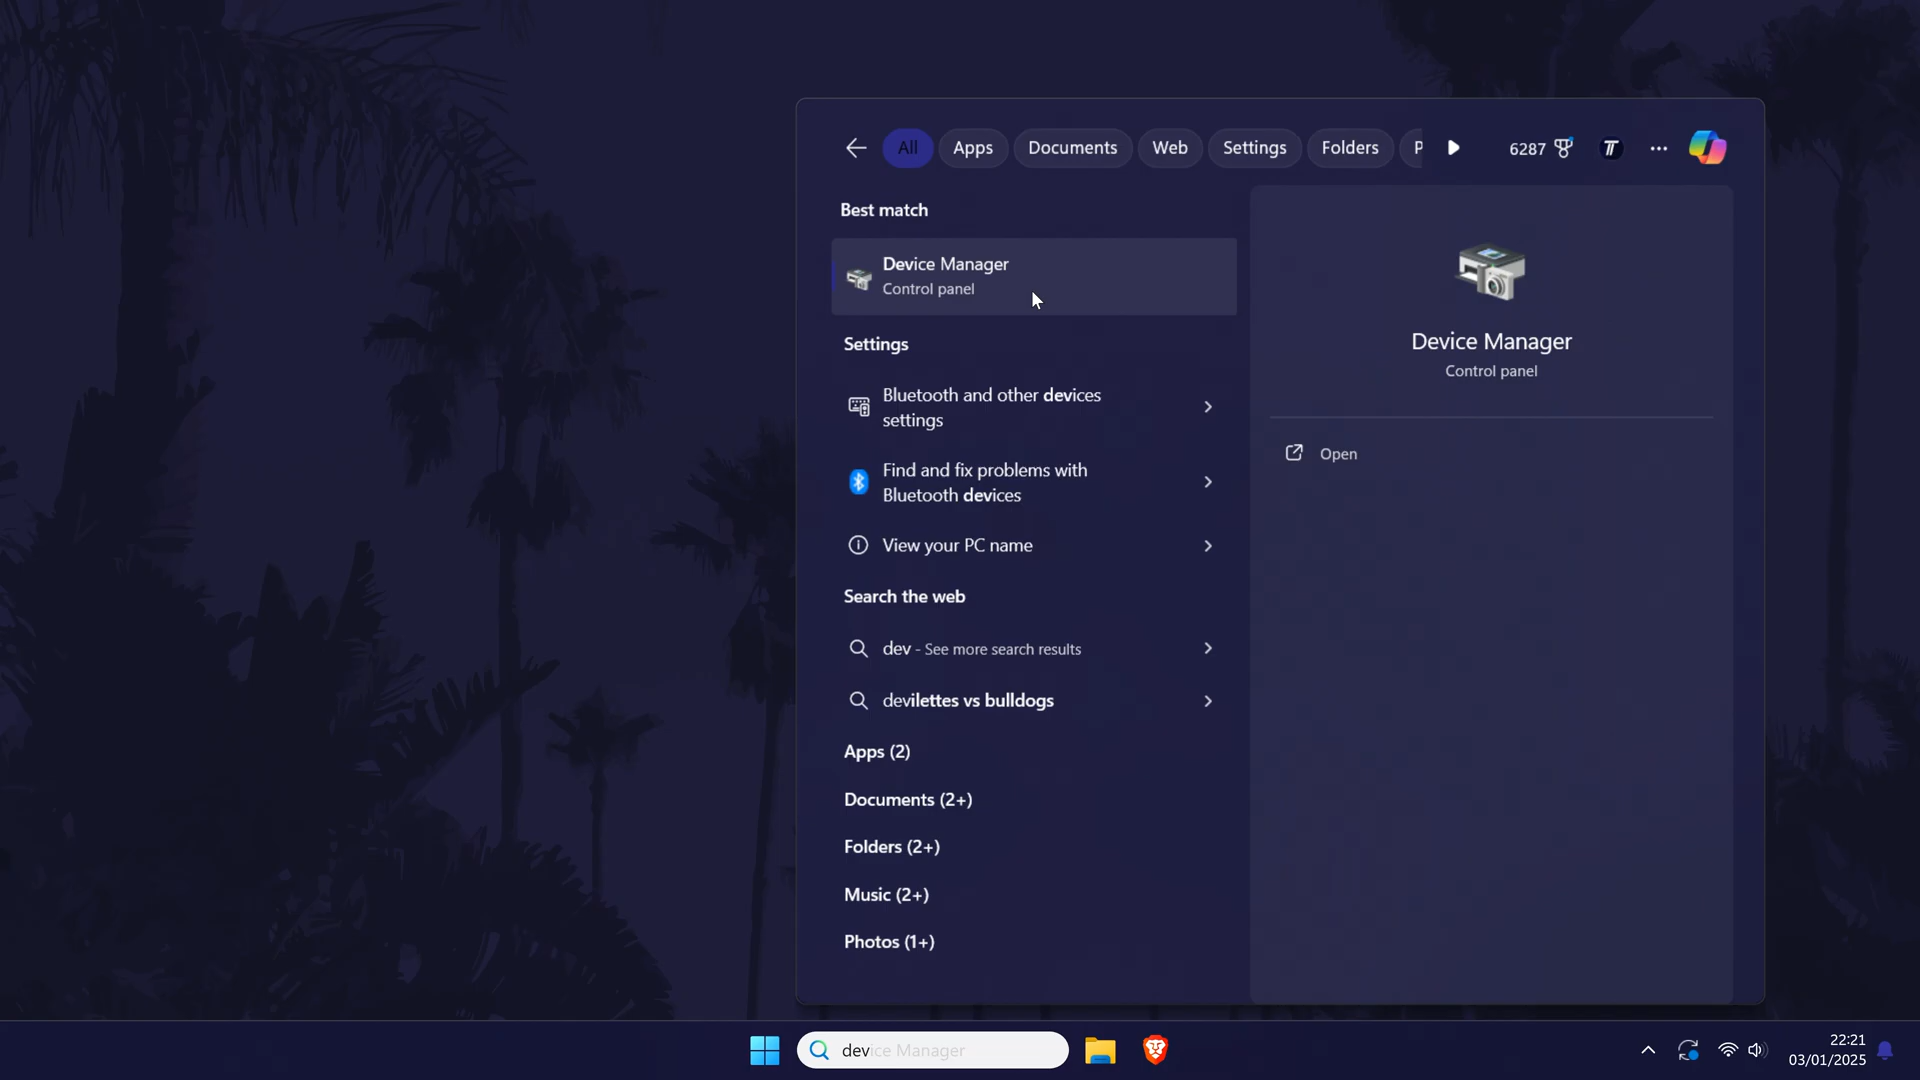 All
Apps
Documents
Web
Settings
Folders
P
6287
Best match
Device Manager
Control panel
Settings
Bluetooth and other devices
settings
Find and fix problems with
Bluetooth devices
View your PC name
Search the web
dev - See more search results
devilettes vs bulldogs
Apps (2)
Documents (2+)
Folders (2+)
Music (2+)
Photos (1+)
Device Manager
Control panel
Open
device Manager
22:21
03/01/2025